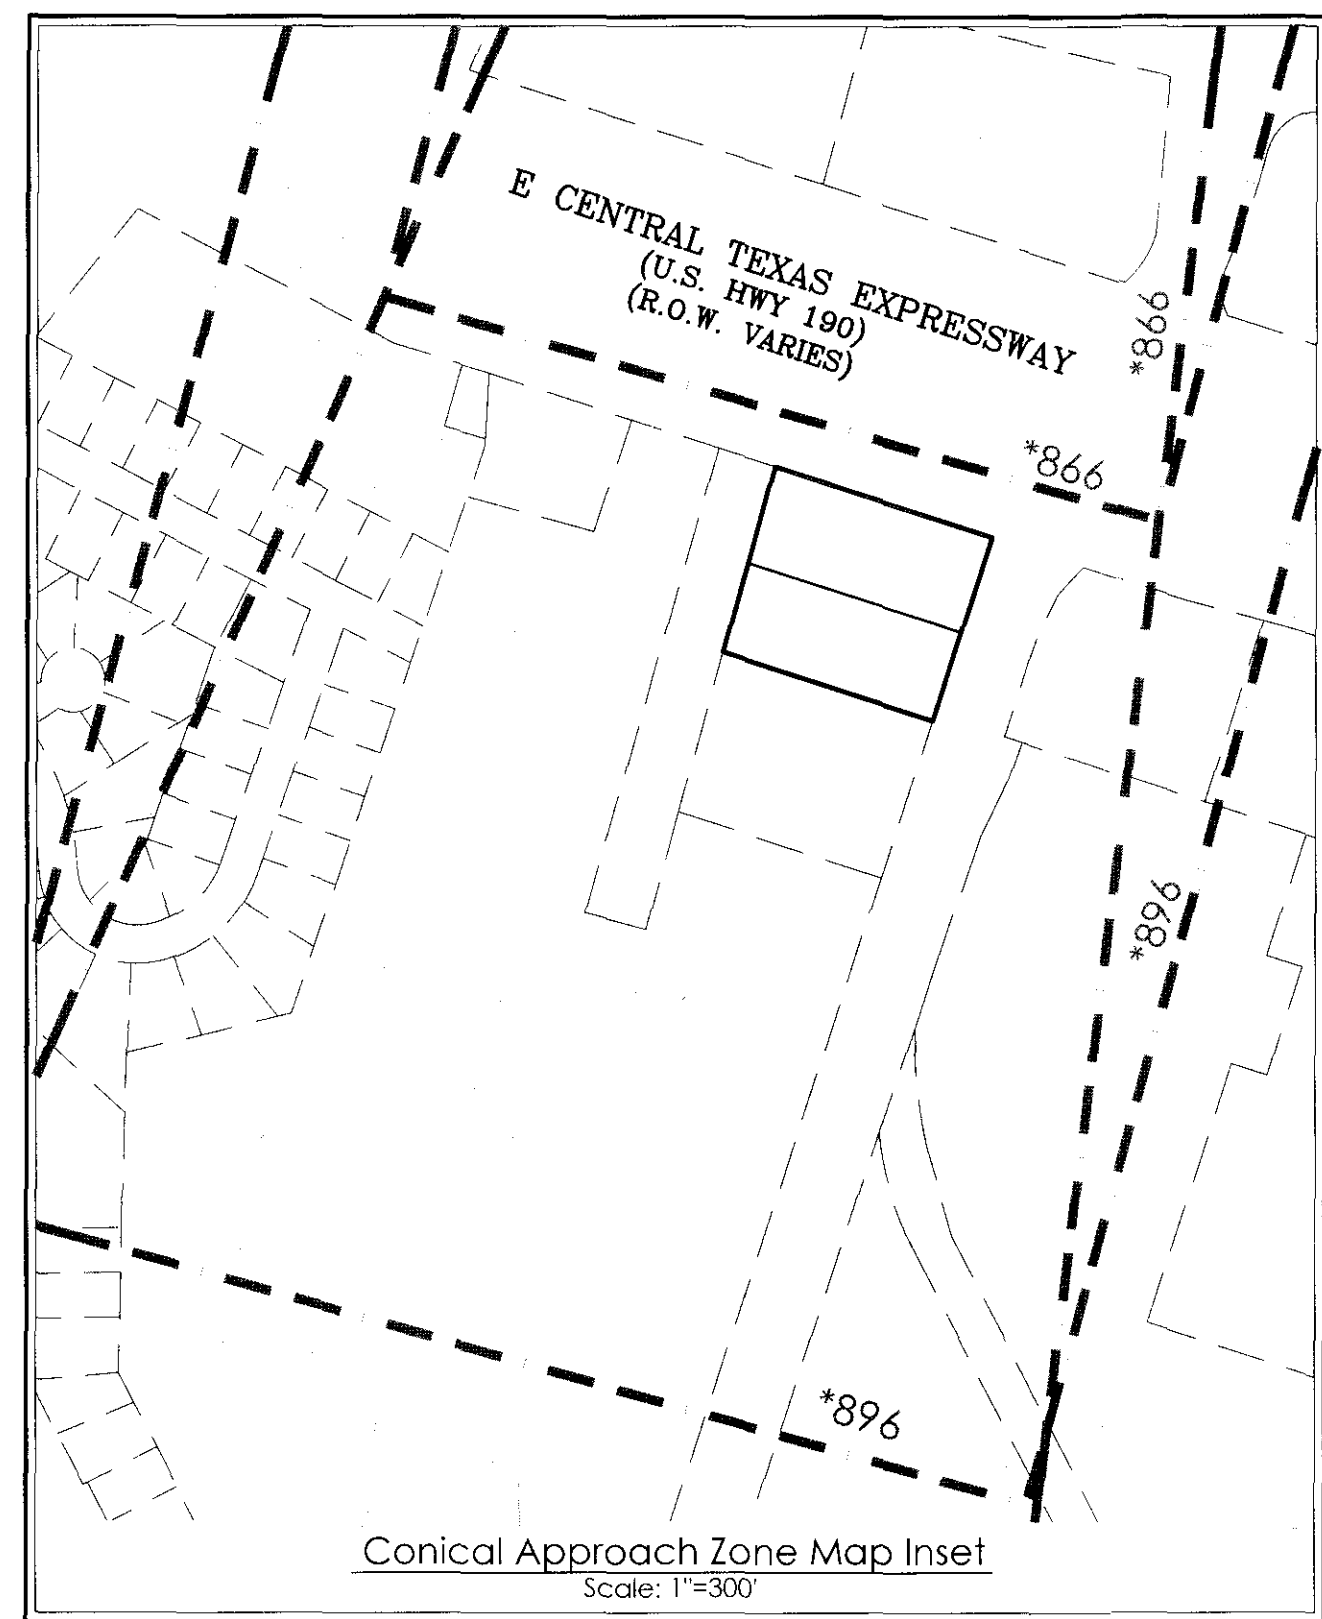 E CENTRAL TEXAS EXPRESSWAY
(U.S. HWY 190)
(R.O.W. VARIES)
*866
*866
*896
*896
Conical Approach Zone Map Inset
Scale: 1"=300'